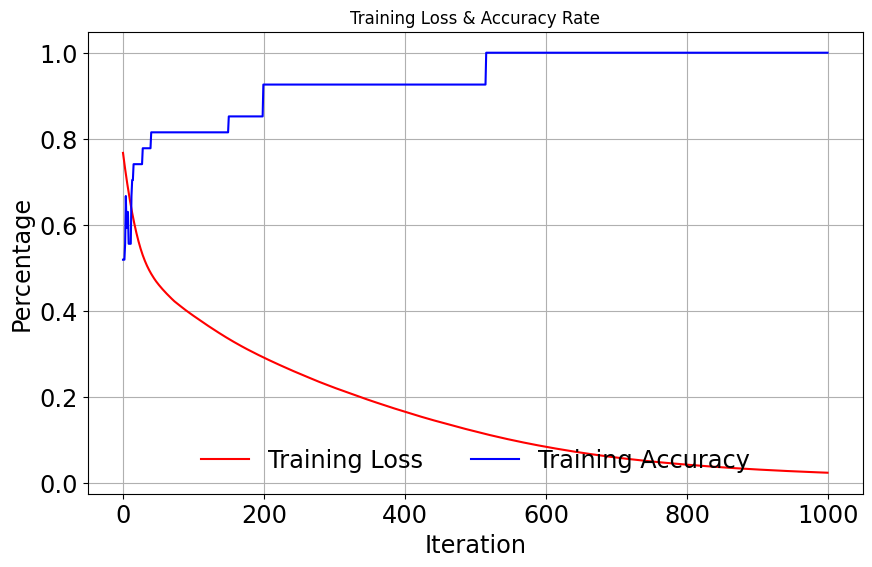 Training Loss & Accuracy Rate
Percentage
1.0
0.8
0.6
0.4
0.2
0.0
Training Loss
Training Accuracy
0 200 400 600 800 1000
Iteration